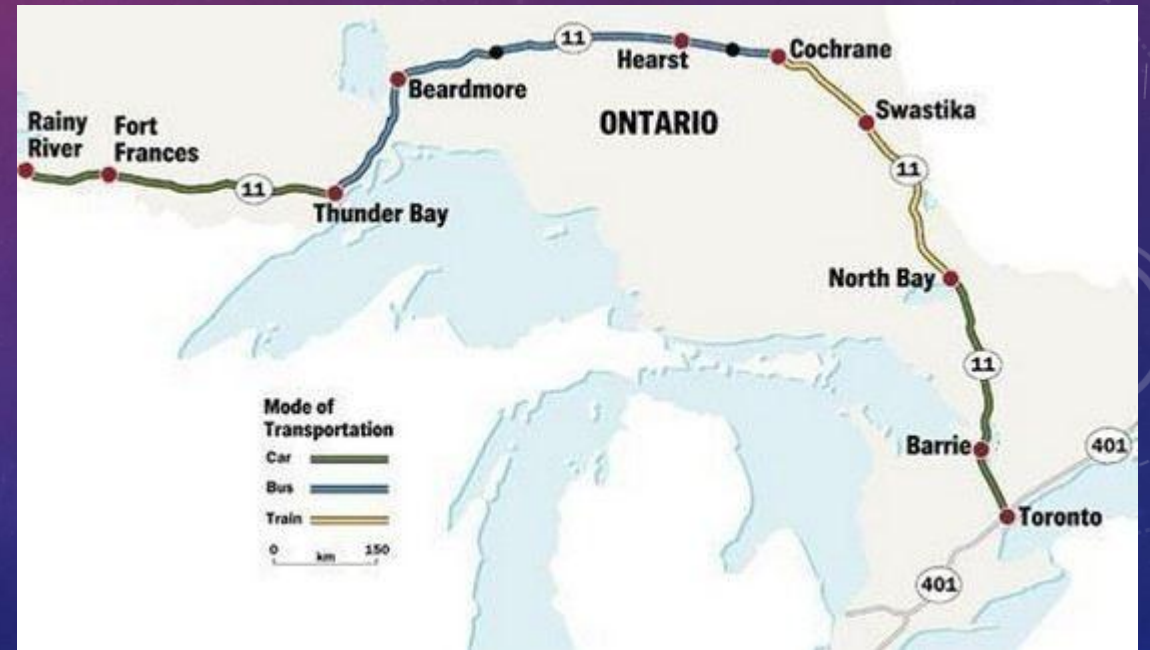 11
Hearst
Cochrane
Beardmore
Swastika
ONTARIO
Rainy
River
Fort
Frances
11
11
Thunder Bay
North Bay
11
Mode of
Transportation
Car
Bus
Train
0 km 150
Barrie
401
Toronto
401